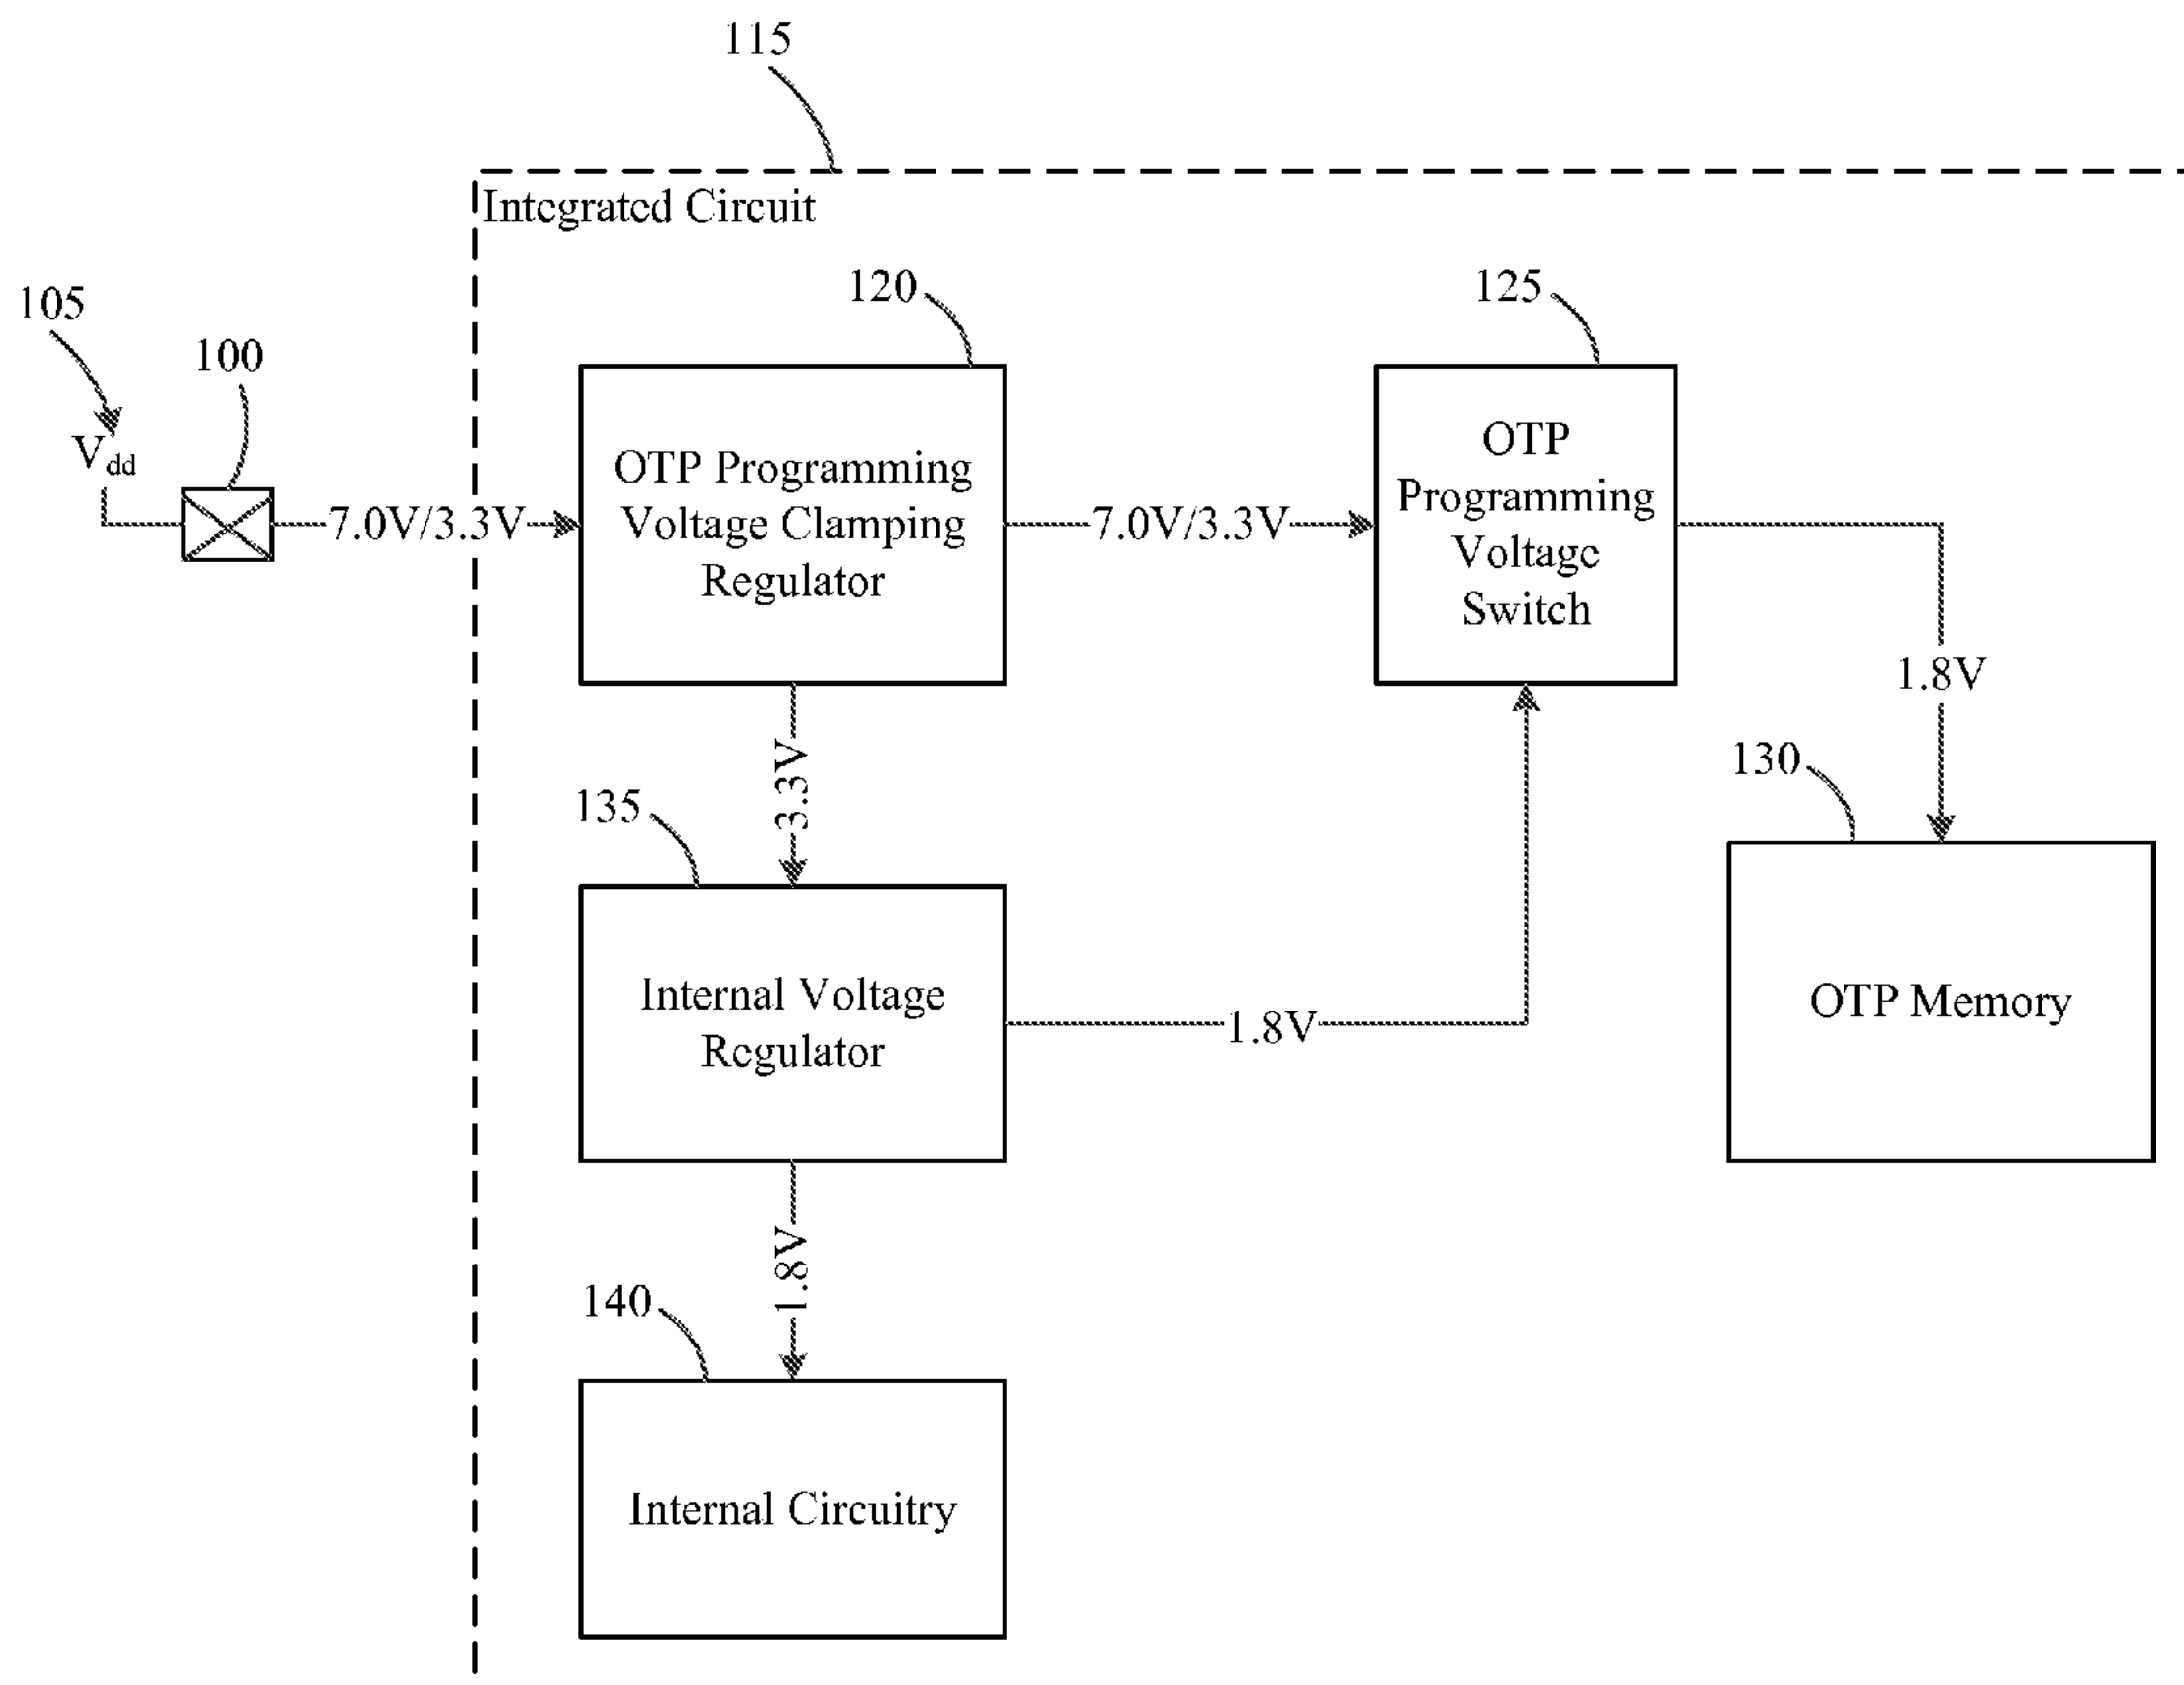 115
Integrated Circuit
105
100
120
125
V_dd
7.0V/3.3V
OTP Programming
Voltage Clamping
Regulator
7.0V/3.3V
OTP
Programming
Voltage
Switch
1.8V
3.3V
130
135
Internal Voltage
Regulator
1.8V
OTP Memory
1.8V
140
Internal Circuitry